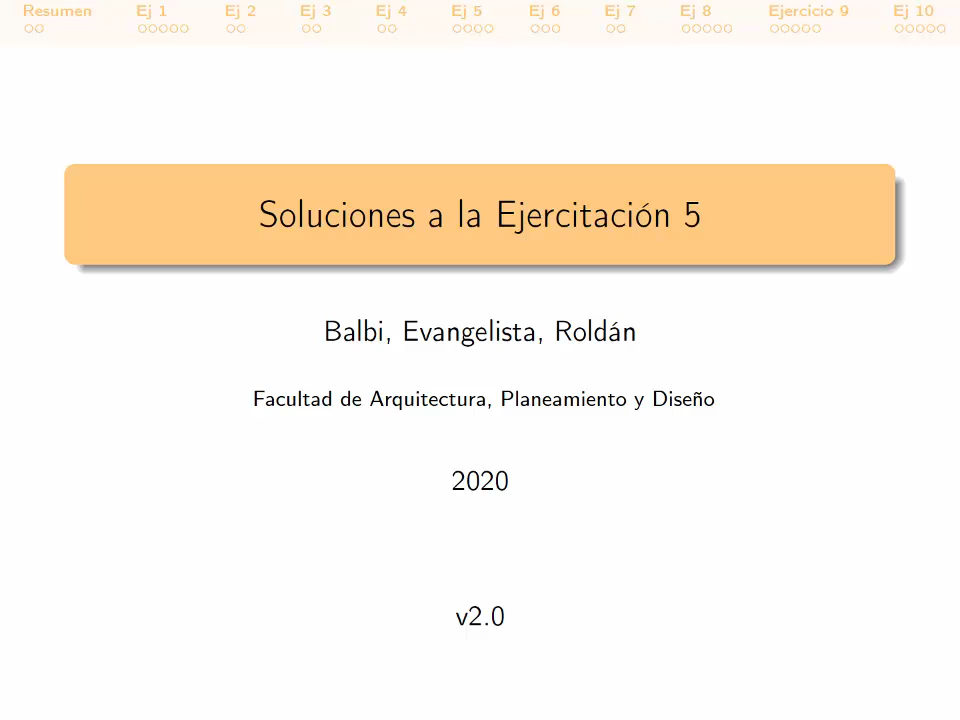 Resumen Ej 1 Ej 2 Ej 3 Ej 4 Ej 5 Ej 6 Ej 7 Ej 8 Ejercicio 9 Ej 10
Soluciones a la Ejercitación 5
Balbi, Evangelista, Roldán
Facultad de Arquitectura, Planeamiento y Diseño
2020
v2.0